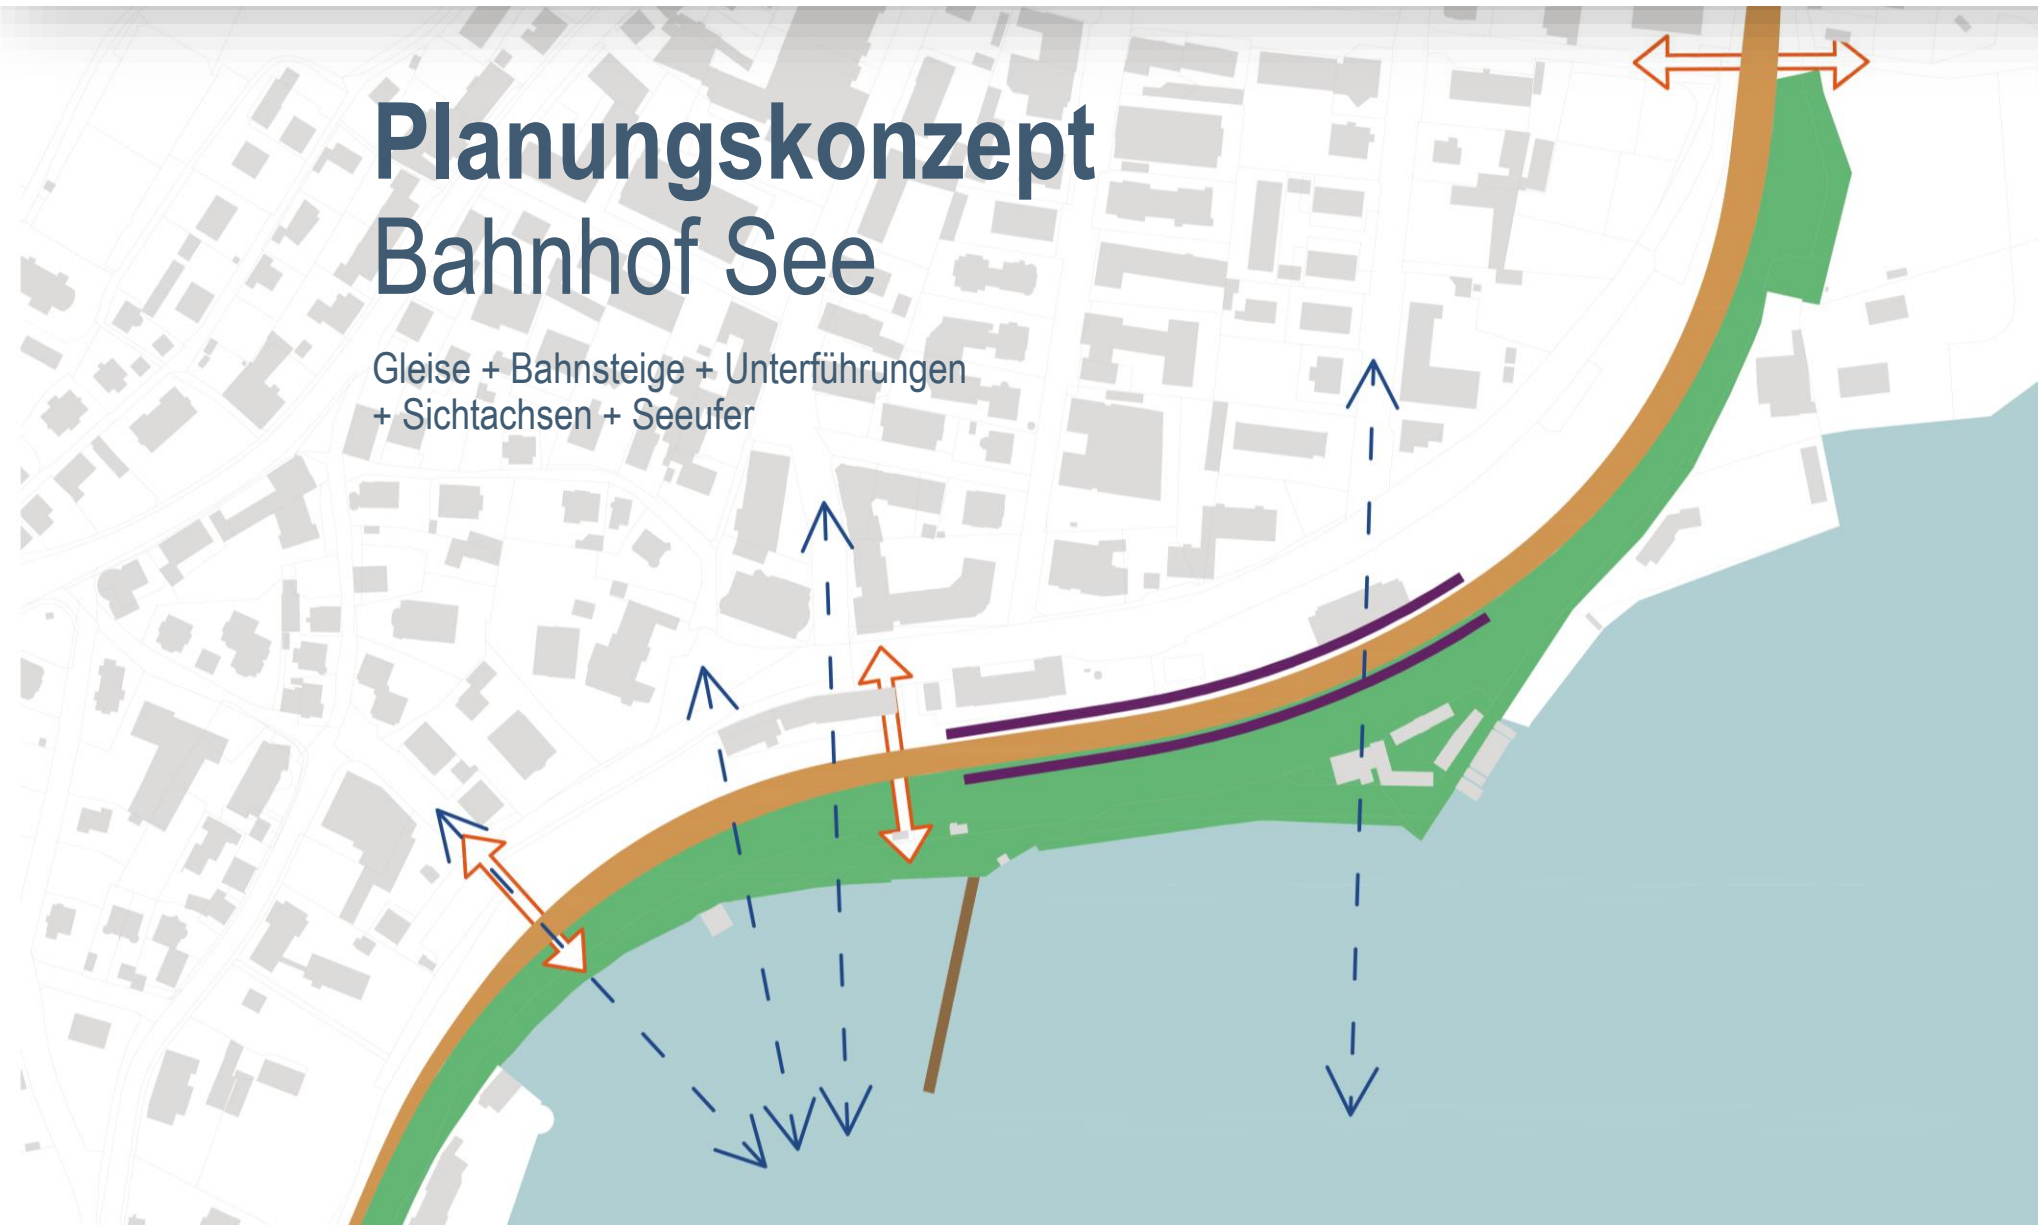 Planungskonzept
Bahnhof See
Gleise + Bahnsteige + Unterführungen
+ Sichtachsen + Seeufer